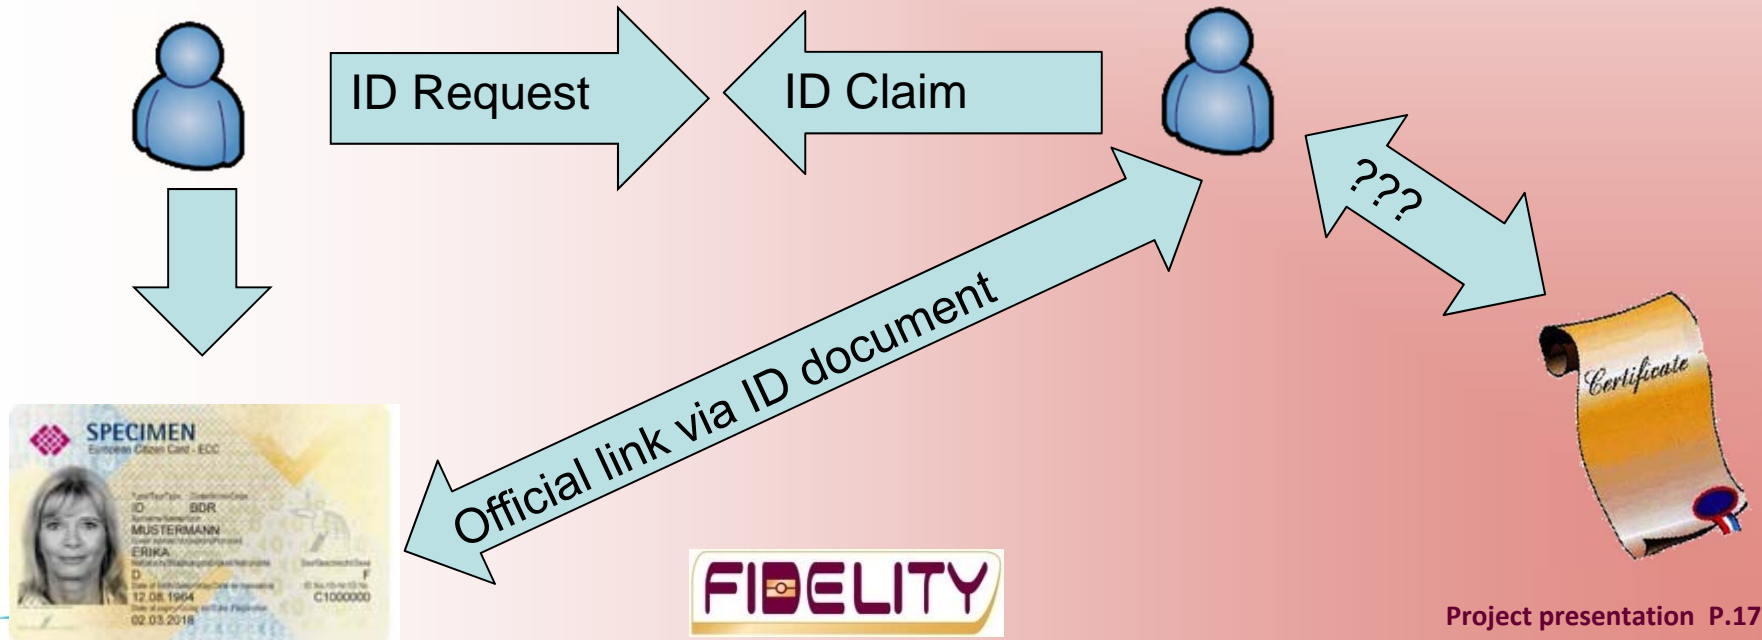 ID Request
ID Claim
???
Official link via ID document
Certificate
SPECIMEN
European Citizen Card - ECC
ID BDR
MUSTERMANN
ERIKA
D F
12.08.1964 C1000000
02.03.2018
FIDELITY
Project presentation P.17